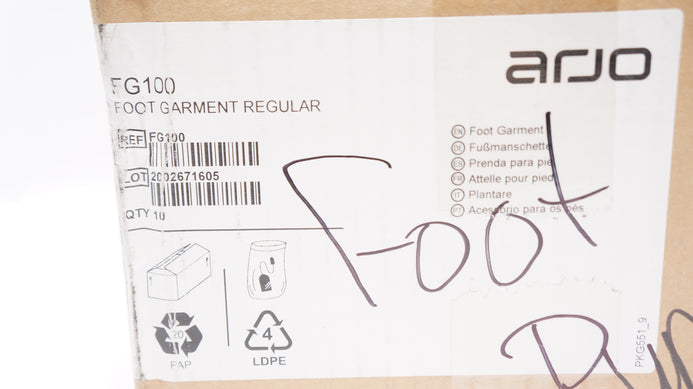 arjo
FG100
FOOT GARMENT REGULAR
REF FG100
LOT 2002671605
QTY 10
EN Foot Garment
DE Fußmanschette
ES Prenda para pie
FR Attelle pour pied
IT Plantare
PT Acessório para os pés
Foot
20
PAP
4
LDPE
PKG551_9